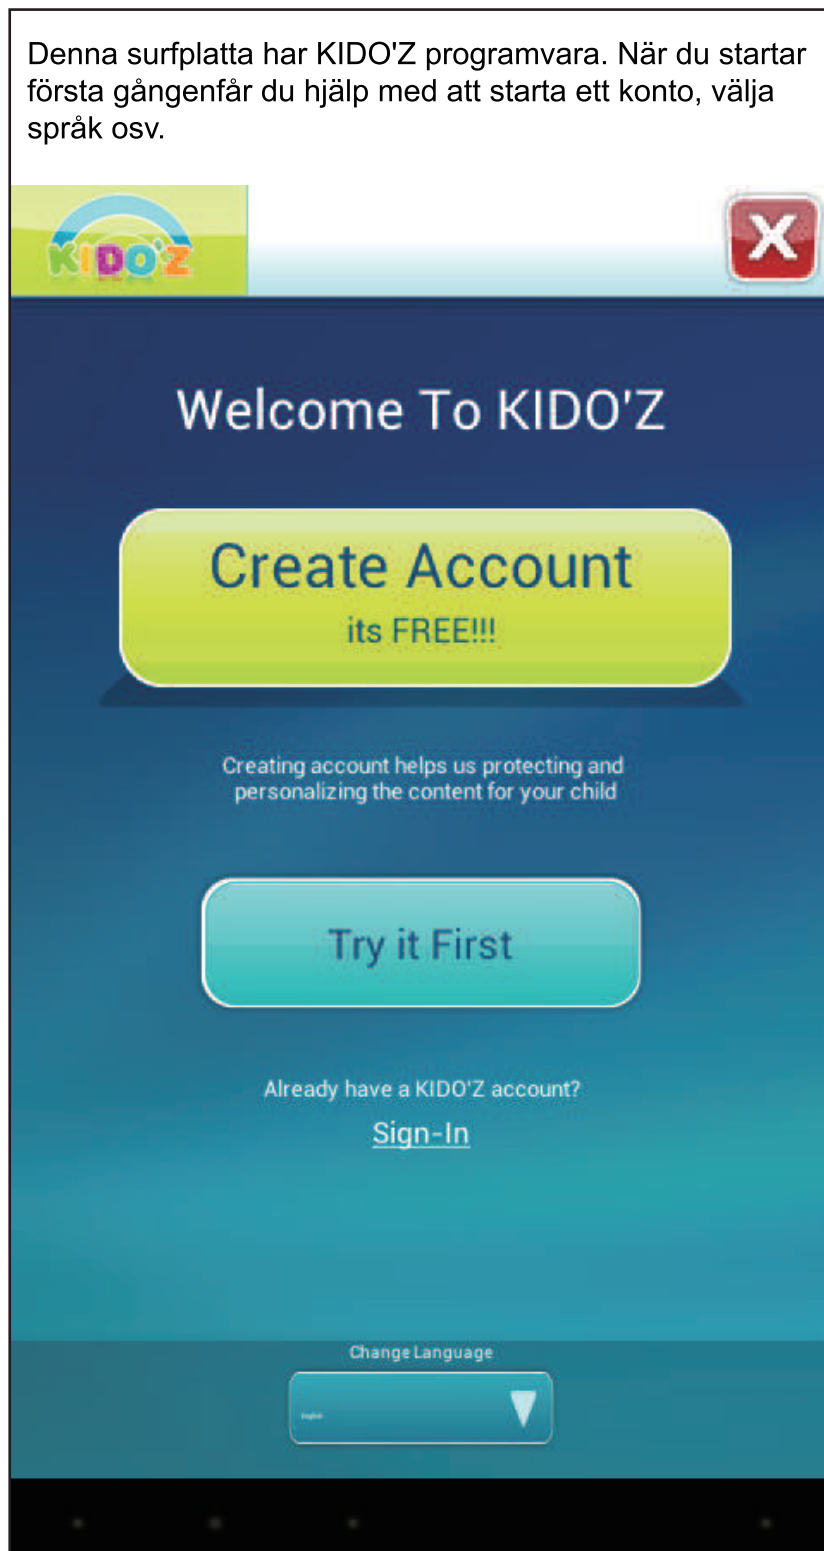 Denna surfplatta har KIDO'Z programvara. När du startar
första gångenfår du hjälp med att starta ett konto, välja
språk osv.
KIDO'Z
X
Welcome To KIDO'Z
Create Account
its FREE!!!
Creating account helps us protecting and
personalizing the content for your child
Try it First
Already have a KIDO'Z account?
Sign-In
Change Language
English